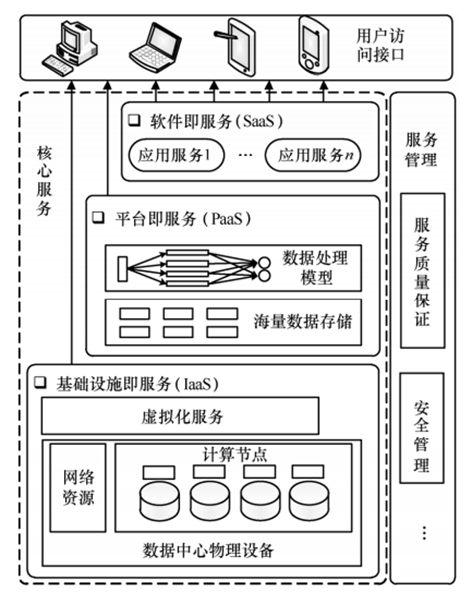 用户访
问接口
核心服务
❑ 软件即服务(SaaS)
应用服务1 … 应用服务n
❑ 平台即服务(PaaS)
数据处理
模型
海量数据存储
❑ 基础设施即服务(IaaS)
虚拟化服务
网络
资源
计算节点
数据中心物理设备
服务
管理
服务质量保证
安全管理
…